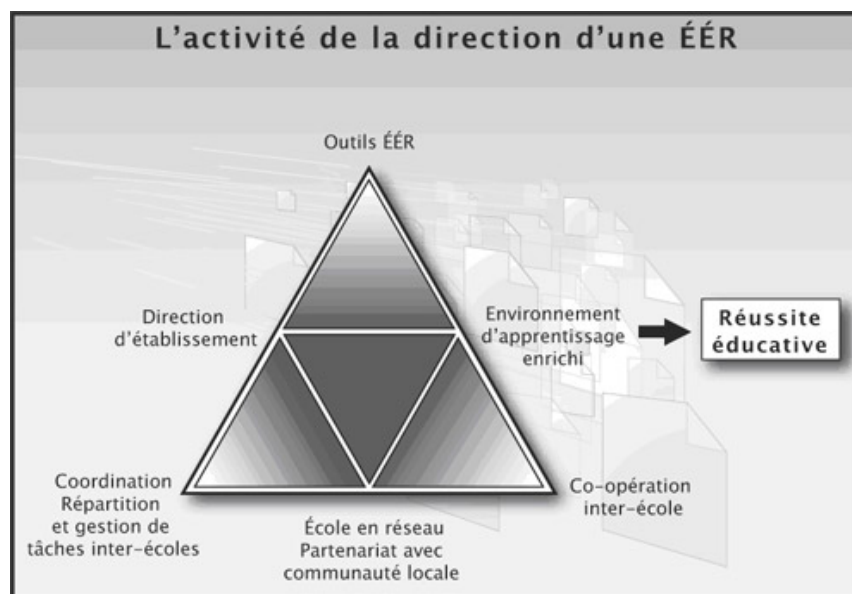 L'activité de la direction d'une ÉÉR
Outils ÉÉR
Direction
d'établissement
Environnement
d'apprentissage
enrichi
Réussite
éducative
Coordination
Répartition
et gestion de
tâches inter-écoles
École en réseau
Partenariat avec
communauté locale
Co-opération
inter-école